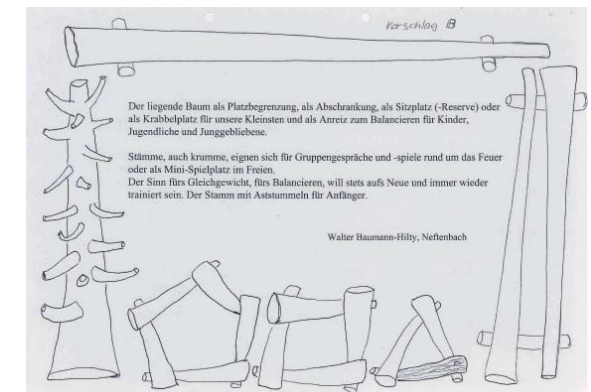 Vorschlag B
Der liegende Baum als Platzbegrenzung, als Abschrankung, als Sitzplatz (-Reserve) oder
als Krabbelplatz für unsere Kleinsten und als Anreiz zum Balancieren für Kinder,
Jugendliche und Junggebliebene.
Stämme, auch krumme, eignen sich für Gruppengespräche und -spiele rund um das Feuer
oder als Mini-Spielplatz im Freien.
Der Sinn fürs Gleichgewicht, fürs Balancieren, will stets aufs Neue und immer wieder
trainiert sein. Der Stamm mit Aststummeln für Anfänger.
Walter Baumann-Hilty, Neftenbach